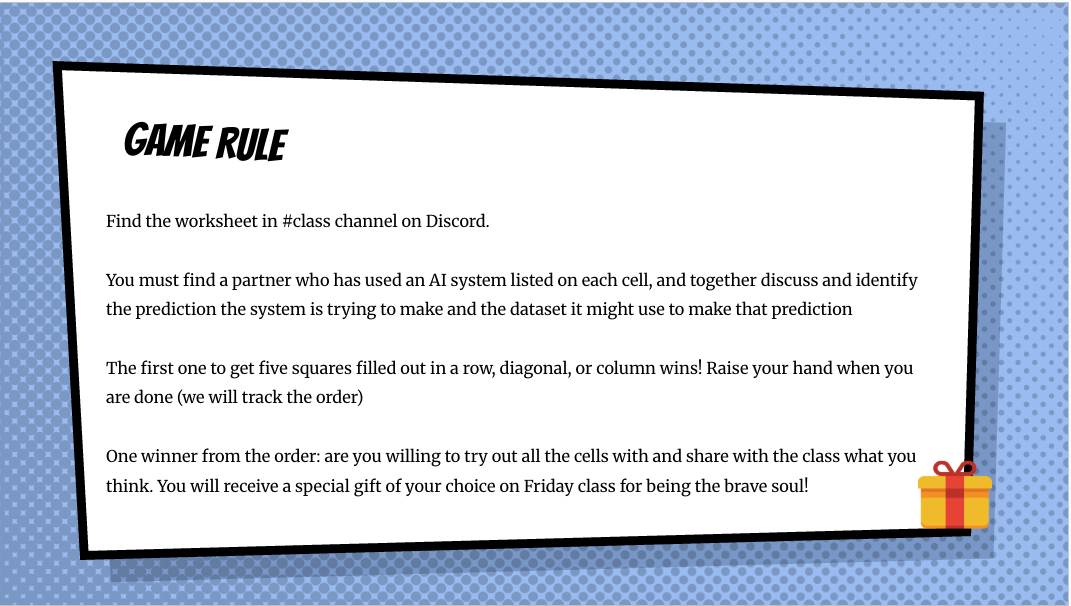 GAME RULE
Find the worksheet in #class channel on Discord.
You must find a partner who has used an AI system listed on each cell, and together discuss and identify
the prediction the system is trying to make and the dataset it might use to make that prediction
The first one to get five squares filled out in a row, diagonal, or column wins! Raise your hand when you
are done (we will track the order)
One winner from the order: are you willing to try out all the cells with and share with the class what you
think. You will receive a special gift of your choice on Friday class for being the brave soul!